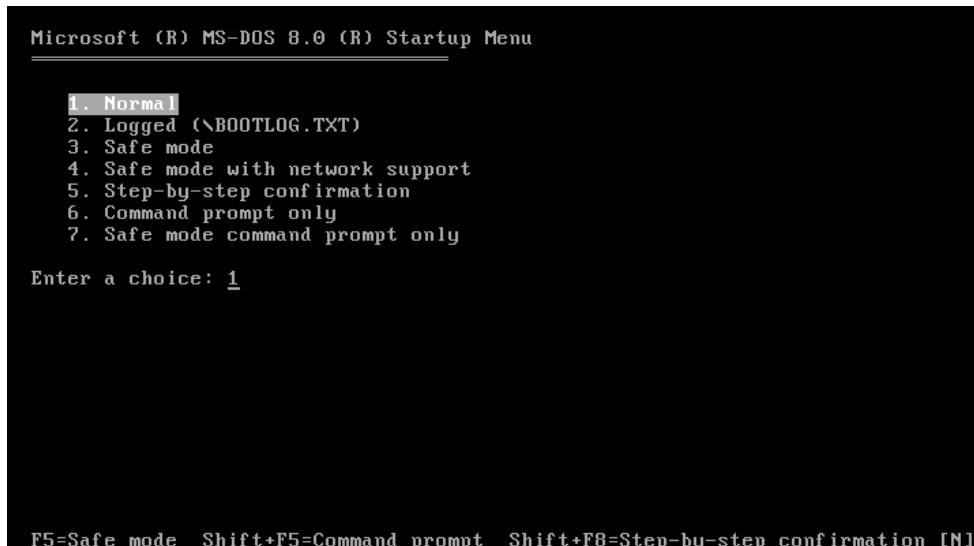 Microsoft (R) MS-DOS 8.0 (R) Startup Menu
1. Normal
2. Logged (\BOOTLOG.TXT)
3. Safe mode
4. Safe mode with network support
5. Step-by-step confirmation
6. Command prompt only
7. Safe mode command prompt only
Enter a choice: 1
F5=Safe mode Shift+F5=Command prompt Shift+F8=Step-by-step confirmation [N]